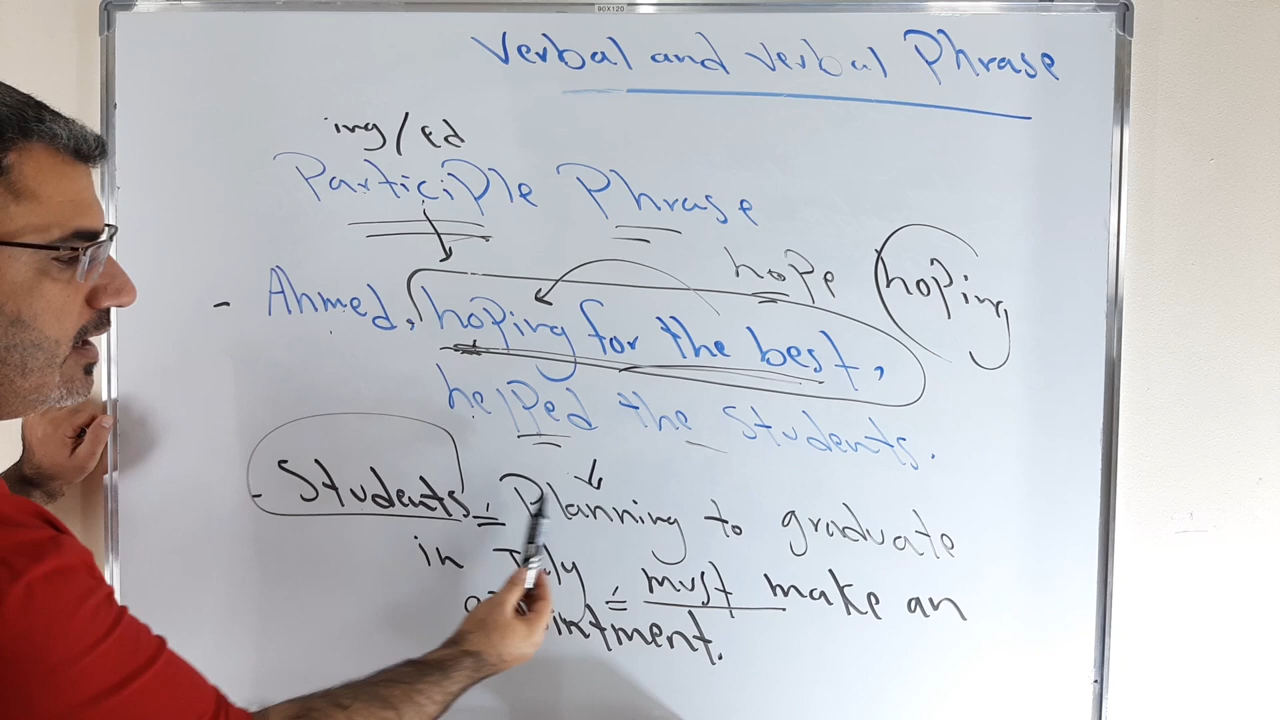 90X120
Verbal and verbal Phrase
ing/ed
Participle Phrase
hope hoping
- Ahmed, hoping for the best,
helped the students.
- Students, Planning to graduate
in July, must make an